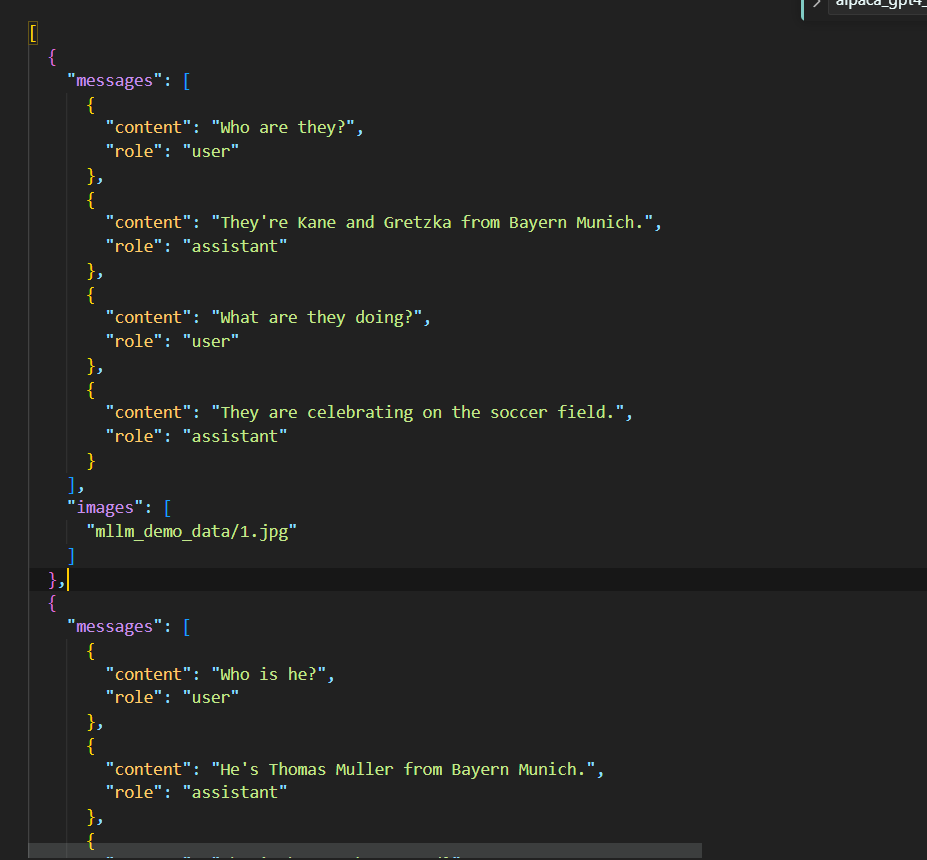 alpaca_gpt4_
[
{
"messages": [
{
"content": "Who are they?",
"role": "user"
},
{
"content": "They're Kane and Gretzka from Bayern Munich.",
"role": "assistant"
},
{
"content": "What are they doing?",
"role": "user"
},
{
"content": "They are celebrating on the soccer field.",
"role": "assistant"
}
],
"images": [
"mllm_demo_data/1.jpg"
]
},
{
"messages": [
{
"content": "Who is he?",
"role": "user"
},
{
"content": "He's Thomas Muller from Bayern Munich.",
"role": "assistant"
},
{